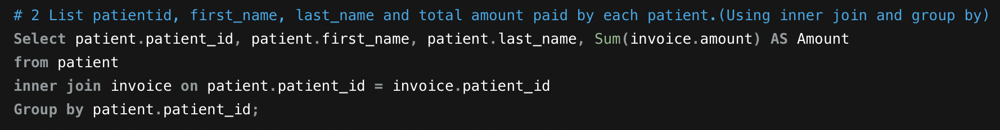 # 2 List patientid, first_name, last_name and total amount paid by each patient.(Using inner join and group by)
Select patient.patient_id, patient.first_name, patient.last_name, Sum(invoice.amount) AS Amount
from patient
inner join invoice on patient.patient_id = invoice.patient_id
Group by patient.patient_id;